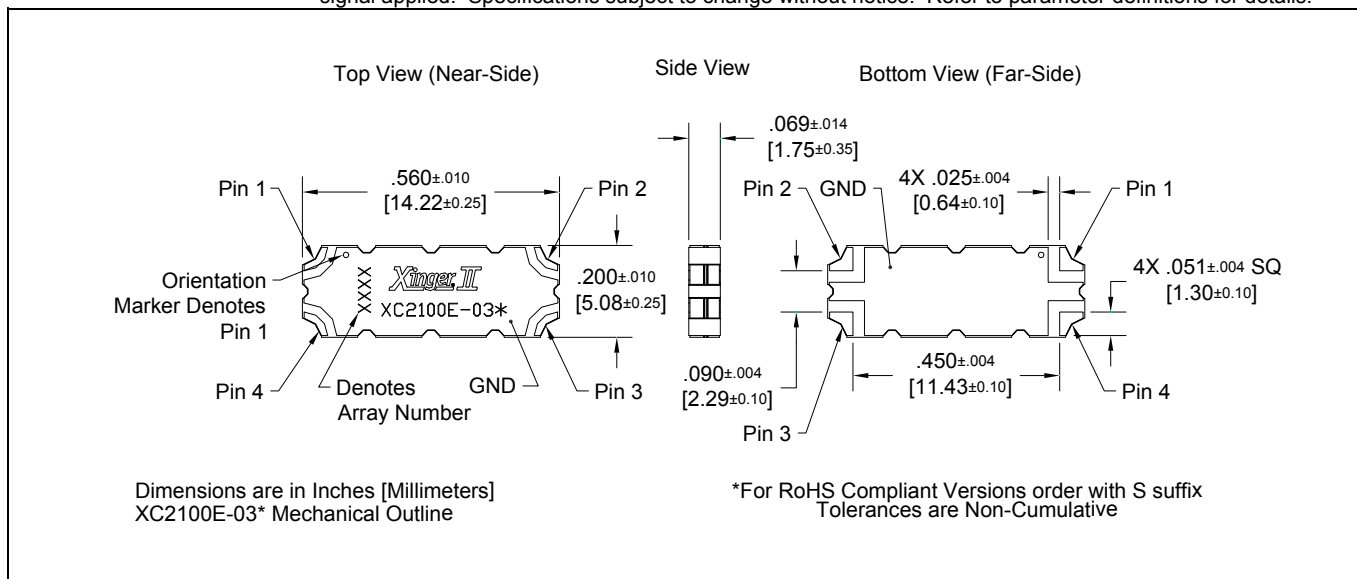 signal applied. Specifications subject to change without notice. Refer to parameter definitions for details.
Top View (Near-Side)
Side View
Bottom View (Far-Side)
.069±.014
[1.75±0.35]
Pin 1
.560±.010
[14.22±0.25]
Pin 2
Pin 2
GND
4X .025±.004
[0.64±0.10]
Pin 1
Orientation
Marker Denotes
Pin 1
XXXX
Xinger II
XC2100E-03*
.200±.010
[5.08±0.25]
4X .051±.004 SQ
[1.30±0.10]
Pin 4
Denotes
Array Number
GND
Pin 3
.090±.004
[2.29±0.10]
.450±.004
[11.43±0.10]
Pin 4
Pin 3
Dimensions are in Inches [Millimeters]
XC2100E-03* Mechanical Outline
*For RoHS Compliant Versions order with S suffix
Tolerances are Non-Cumulative